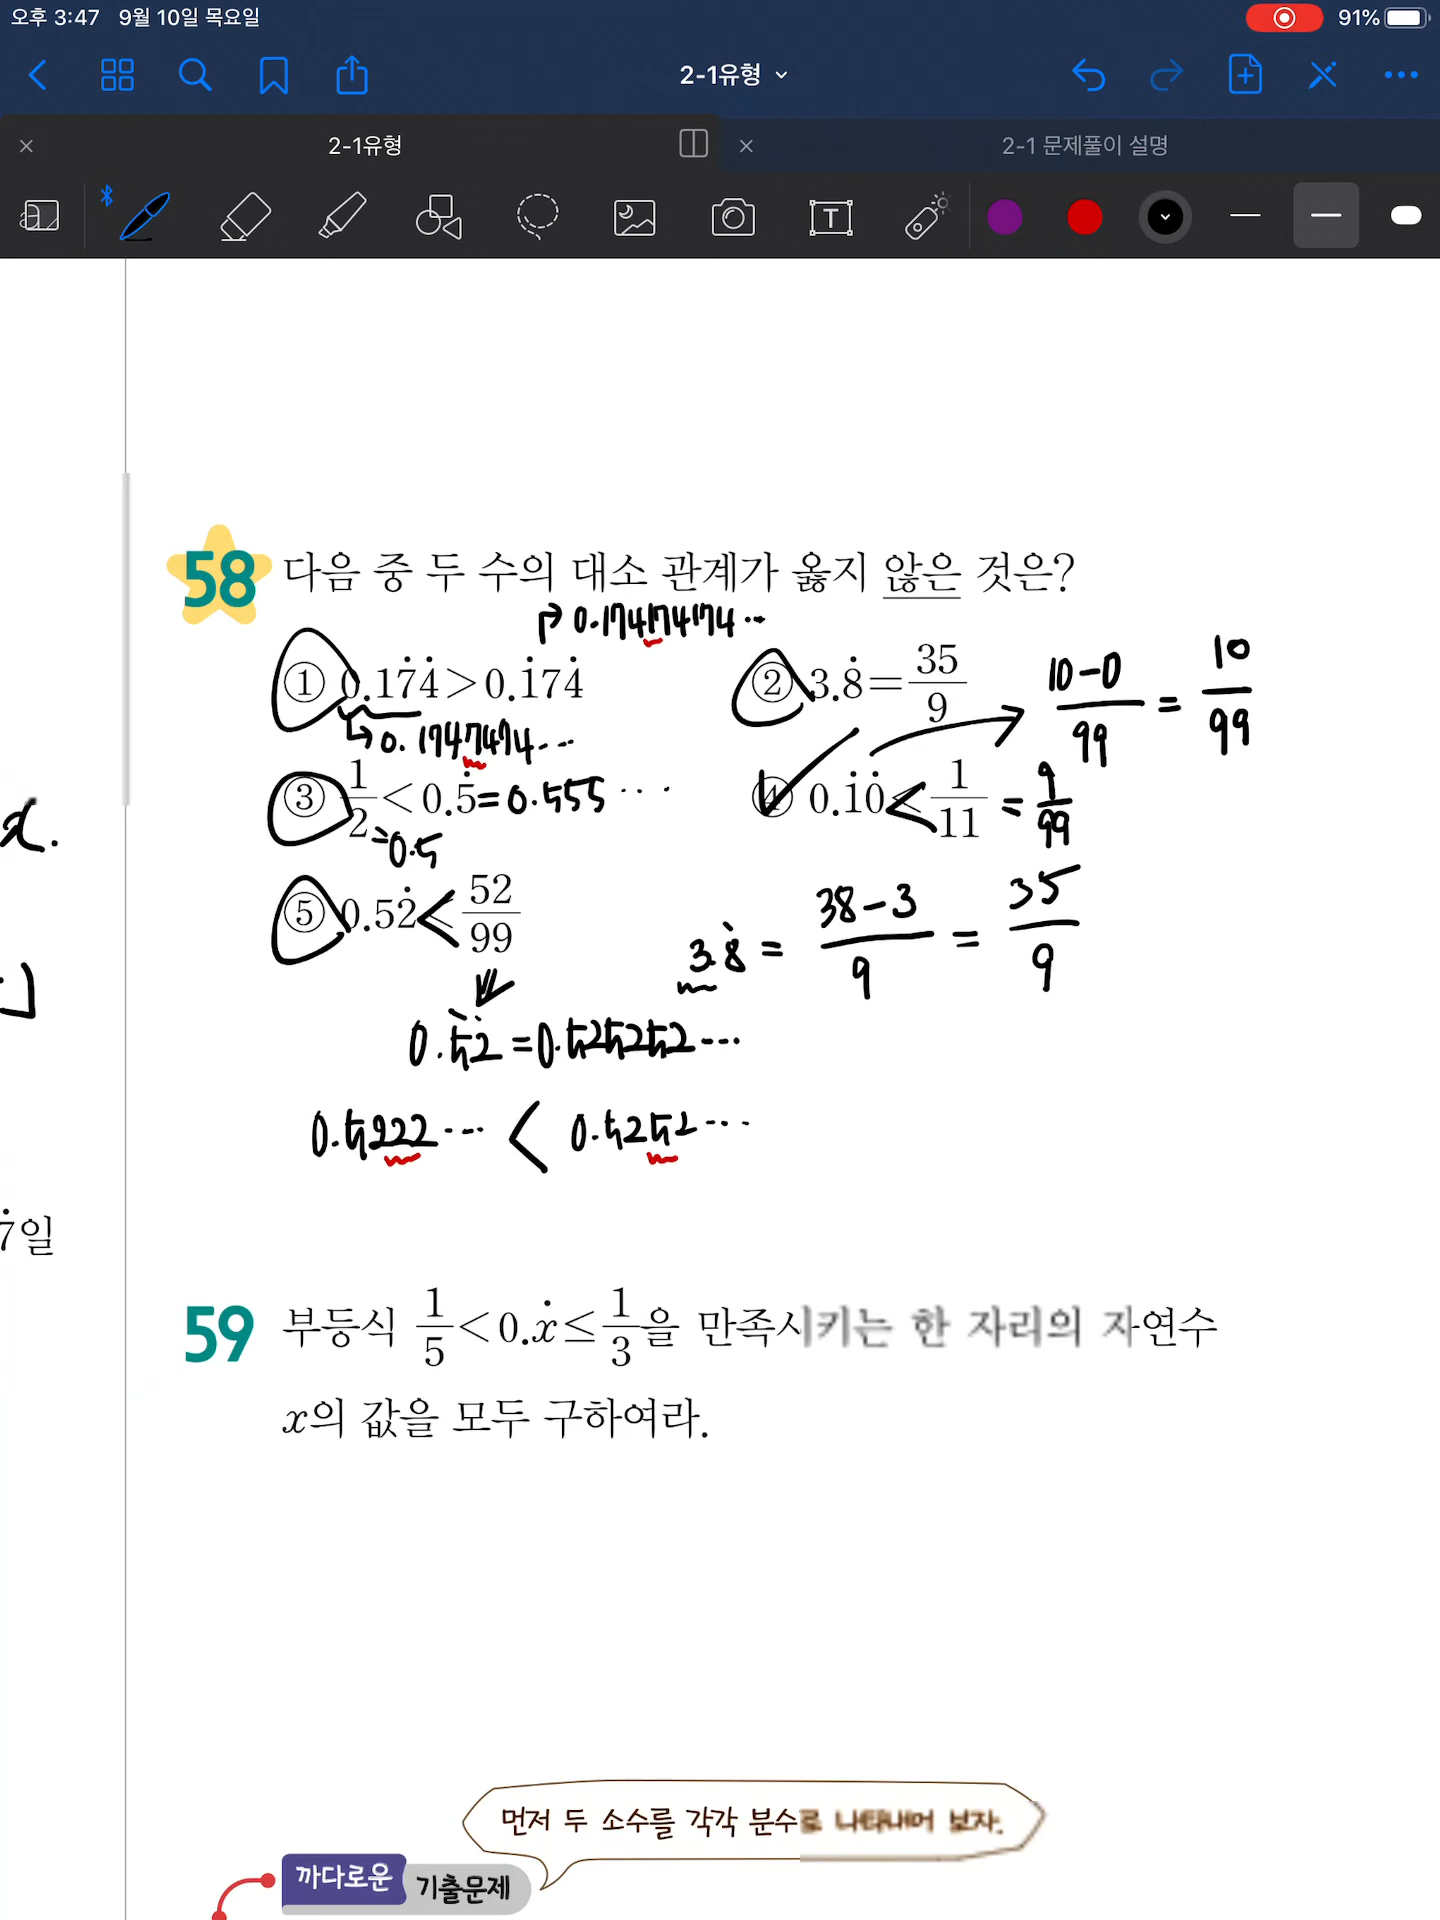 오후 3:47 9월 10일 목요일 91%
2-1유형
2-1유형 2-1 문제풀이 설명
58 다음 중 두 수의 대소 관계가 옳지 않은 것은?
0.174174174…
① 0.17̇4̇>0.1̇74̇
0.1747474…
② 3.8̇=35/9
10-0/99 = 10/99
③ 1/2<0.5̇=0.555…
=0.5
④ 0.1̇0̇<1/11 = 9/99
⑤ 0.52̇<52/99
3.8̇ = 38-3/9 = 35/9
0.5̇2̇=0.525252…
0.5222… < 0.5252…
x.
7̇일
59 부등식 1/5<0.ẋ≤1/3을 만족시키는 한 자리의 자연수
x의 값을 모두 구하여라.
먼저 두 소수를 각각 분수로 나타내어 보자.
까다로운 기출문제